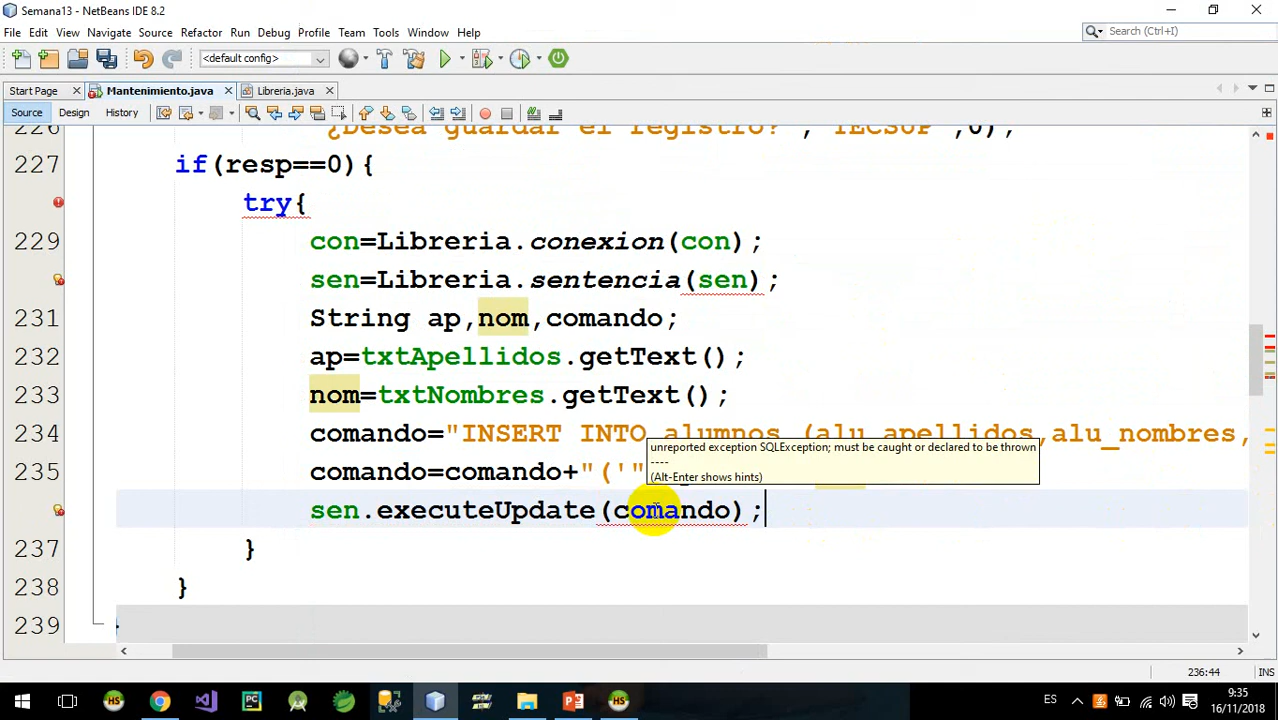 Semana13 - NetBeans IDE 8.2
File Edit View Navigate Source Refactor Run Debug Profile Team Tools Window Help
Search (Ctrl+I)
<default config>
Start Page Mantenimiento.java Libreria.java
Source Design History
226 "¿Desea guardar el registro?","TECSUP",0);
227 if(resp==0){
try{
229 con=Libreria.conexion(con);
sen=Libreria.sentencia(sen);
231 String ap,nom,comando;
232 ap=txtApellidos.getText();
233 nom=txtNombres.getText();
234 comando="INSERT INTO alumnos (alu_apellidos,alu_nombres,
unreported exception SQLException; must be caught or declared to be thrown
----
(Alt-Enter shows hints)
235 comando=comando+"('"
sen.executeUpdate(comando);
237 }
238 }
239 }
236:44 INS
ES 9:35
16/11/2018